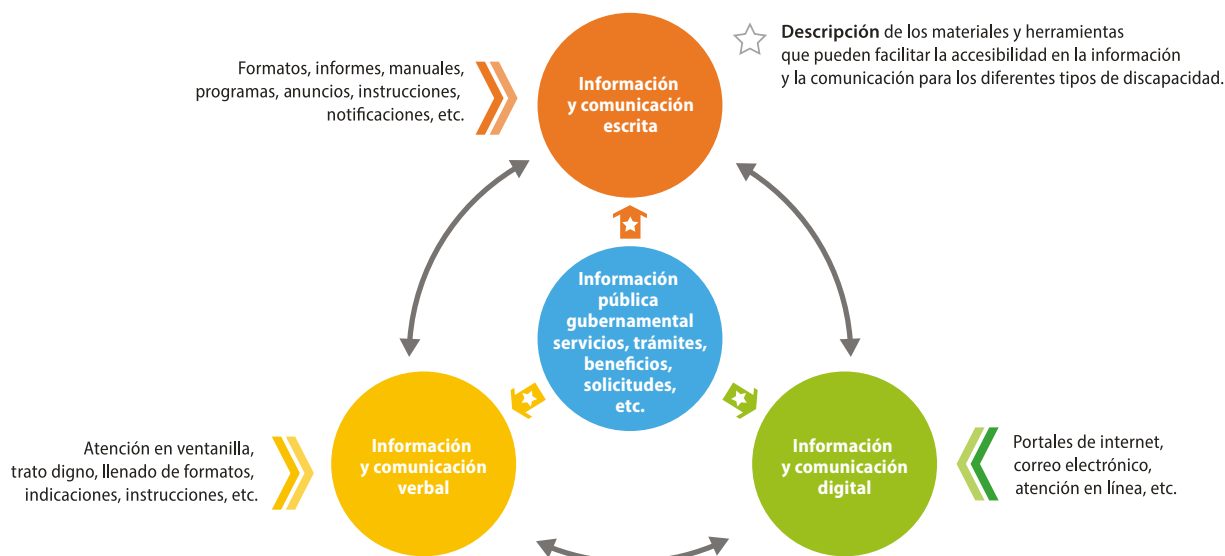 Descripción de los materiales y herramientas
que pueden facilitar la accesibilidad en la información
y la comunicación para los diferentes tipos de discapacidad.
Formatos, informes, manuales,
programas, anuncios, instrucciones,
notificaciones, etc.
Información
y comunicación
escrita
Información
pública
gubernamental
servicios, trámites,
beneficios,
solicitudes,
etc.
Atención en ventanilla,
trato digno, llenado de formatos,
indicaciones, instrucciones, etc.
Información
y comunicación
verbal
Información
y comunicación
digital
Portales de internet,
correo electrónico,
atención en línea, etc.